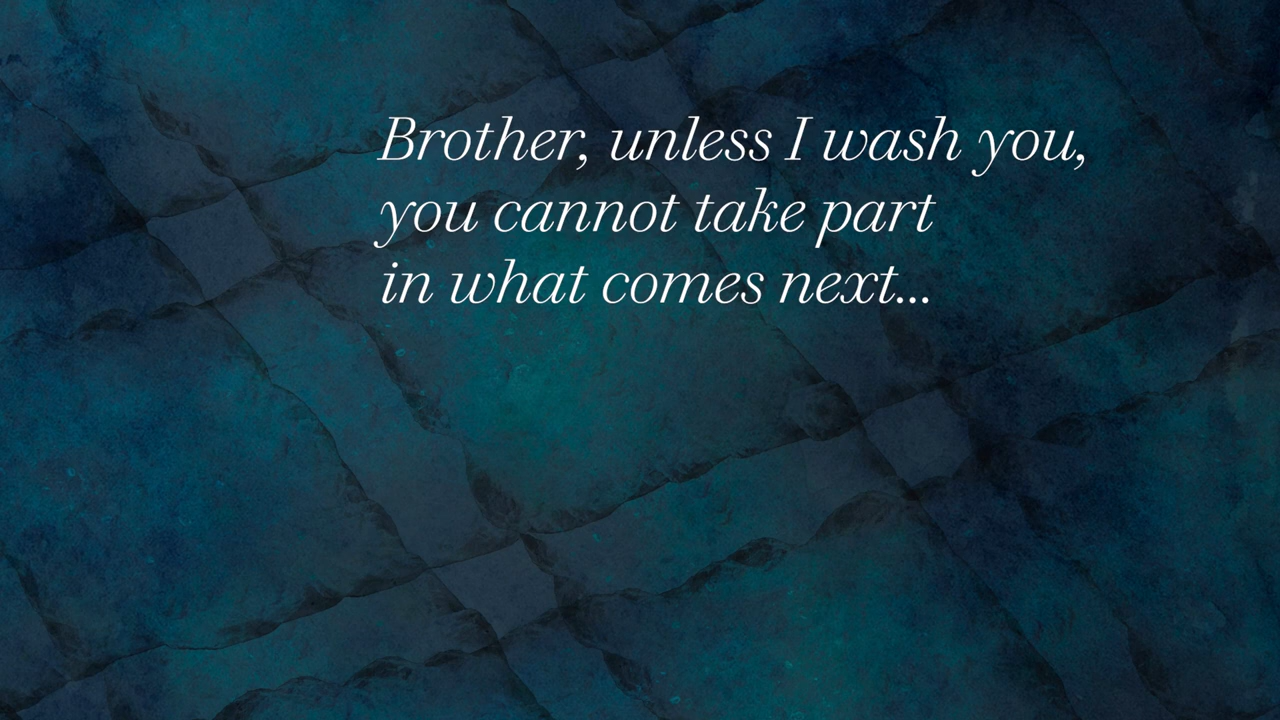 Brother, unless I wash you,
you cannot take part
in what comes next...